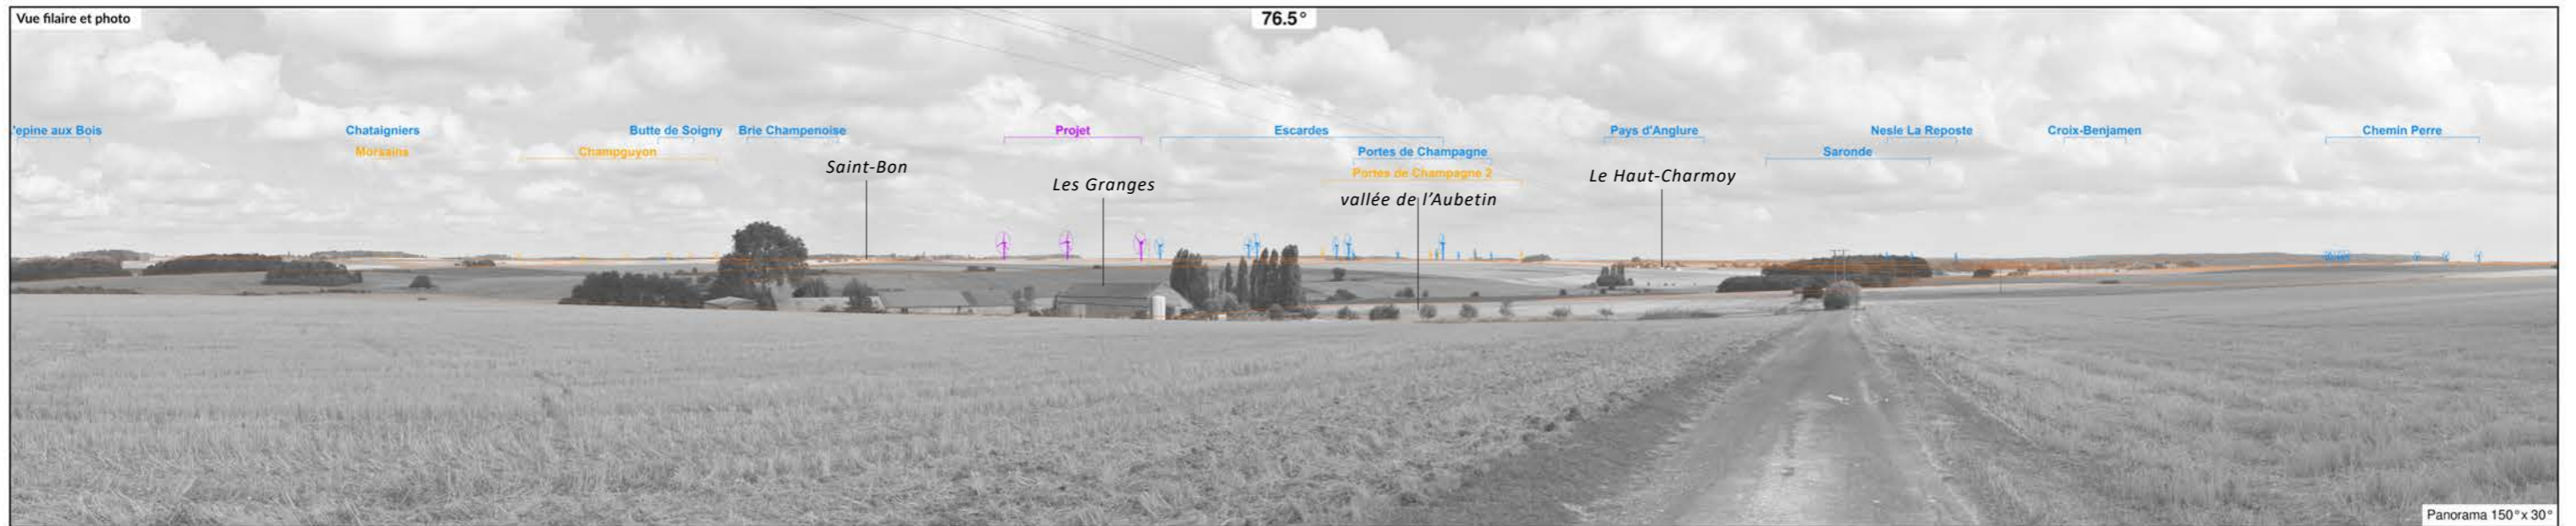 Vue filaire et photo
76.5°
'epine aux Bois
Chataigniers
Butte de Soigny
Brie Champenoise
Projet
Escardes
Pays d'Anglure
Nesle La Reposte
Croix-Benjamen
Chemin Perre
Morsains
Champguyon
Portes de Champagne
Saronde
Saint-Bon
Portes de Champagne 2
Le Haut-Charmoy
Les Granges
vallée de l'Aubetin
Panorama 150°x 30°